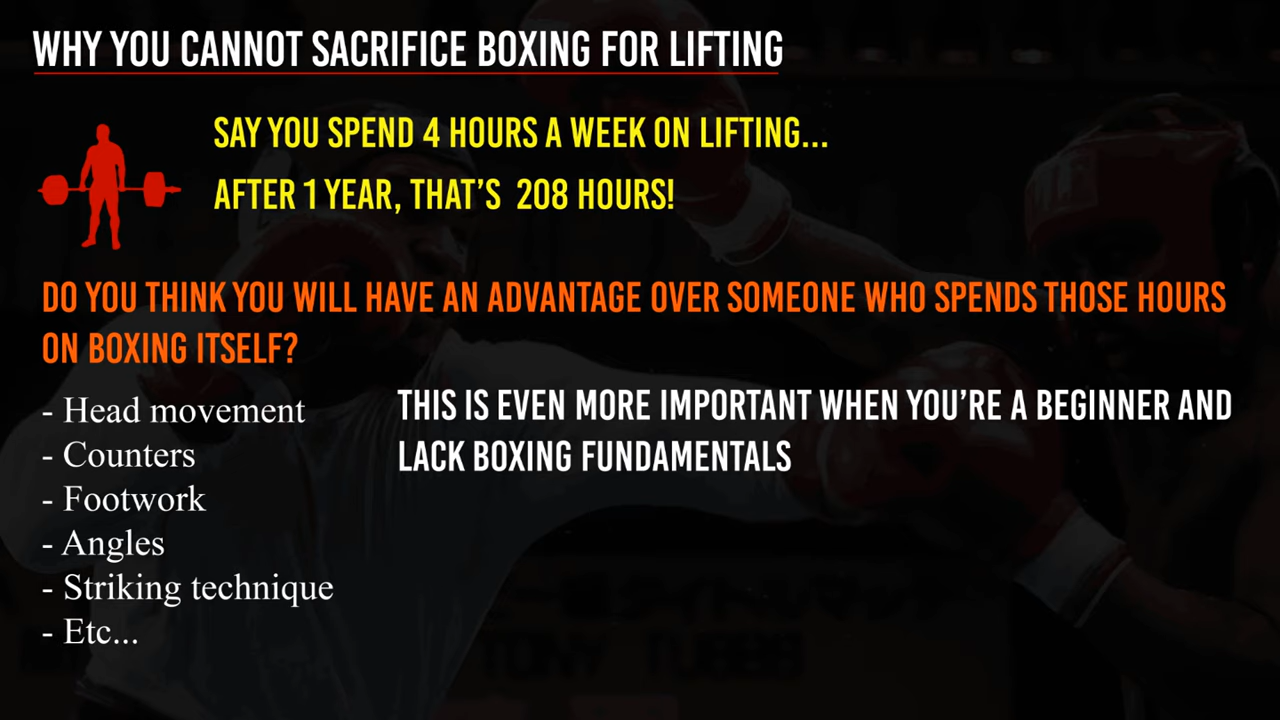 WHY YOU CANNOT SACRIFICE BOXING FOR LIFTING
SAY YOU SPEND 4 HOURS A WEEK ON LIFTING...
AFTER 1 YEAR, THAT'S 208 HOURS!
DO YOU THINK YOU WILL HAVE AN ADVANTAGE OVER SOMEONE WHO SPENDS THOSE HOURS
ON BOXING ITSELF?
THIS IS EVEN MORE IMPORTANT WHEN YOU'RE A BEGINNER AND
LACK BOXING FUNDAMENTALS
- Head movement
- Counters
- Footwork
- Angles
- Striking technique
- Etc...
TONY TUBBS